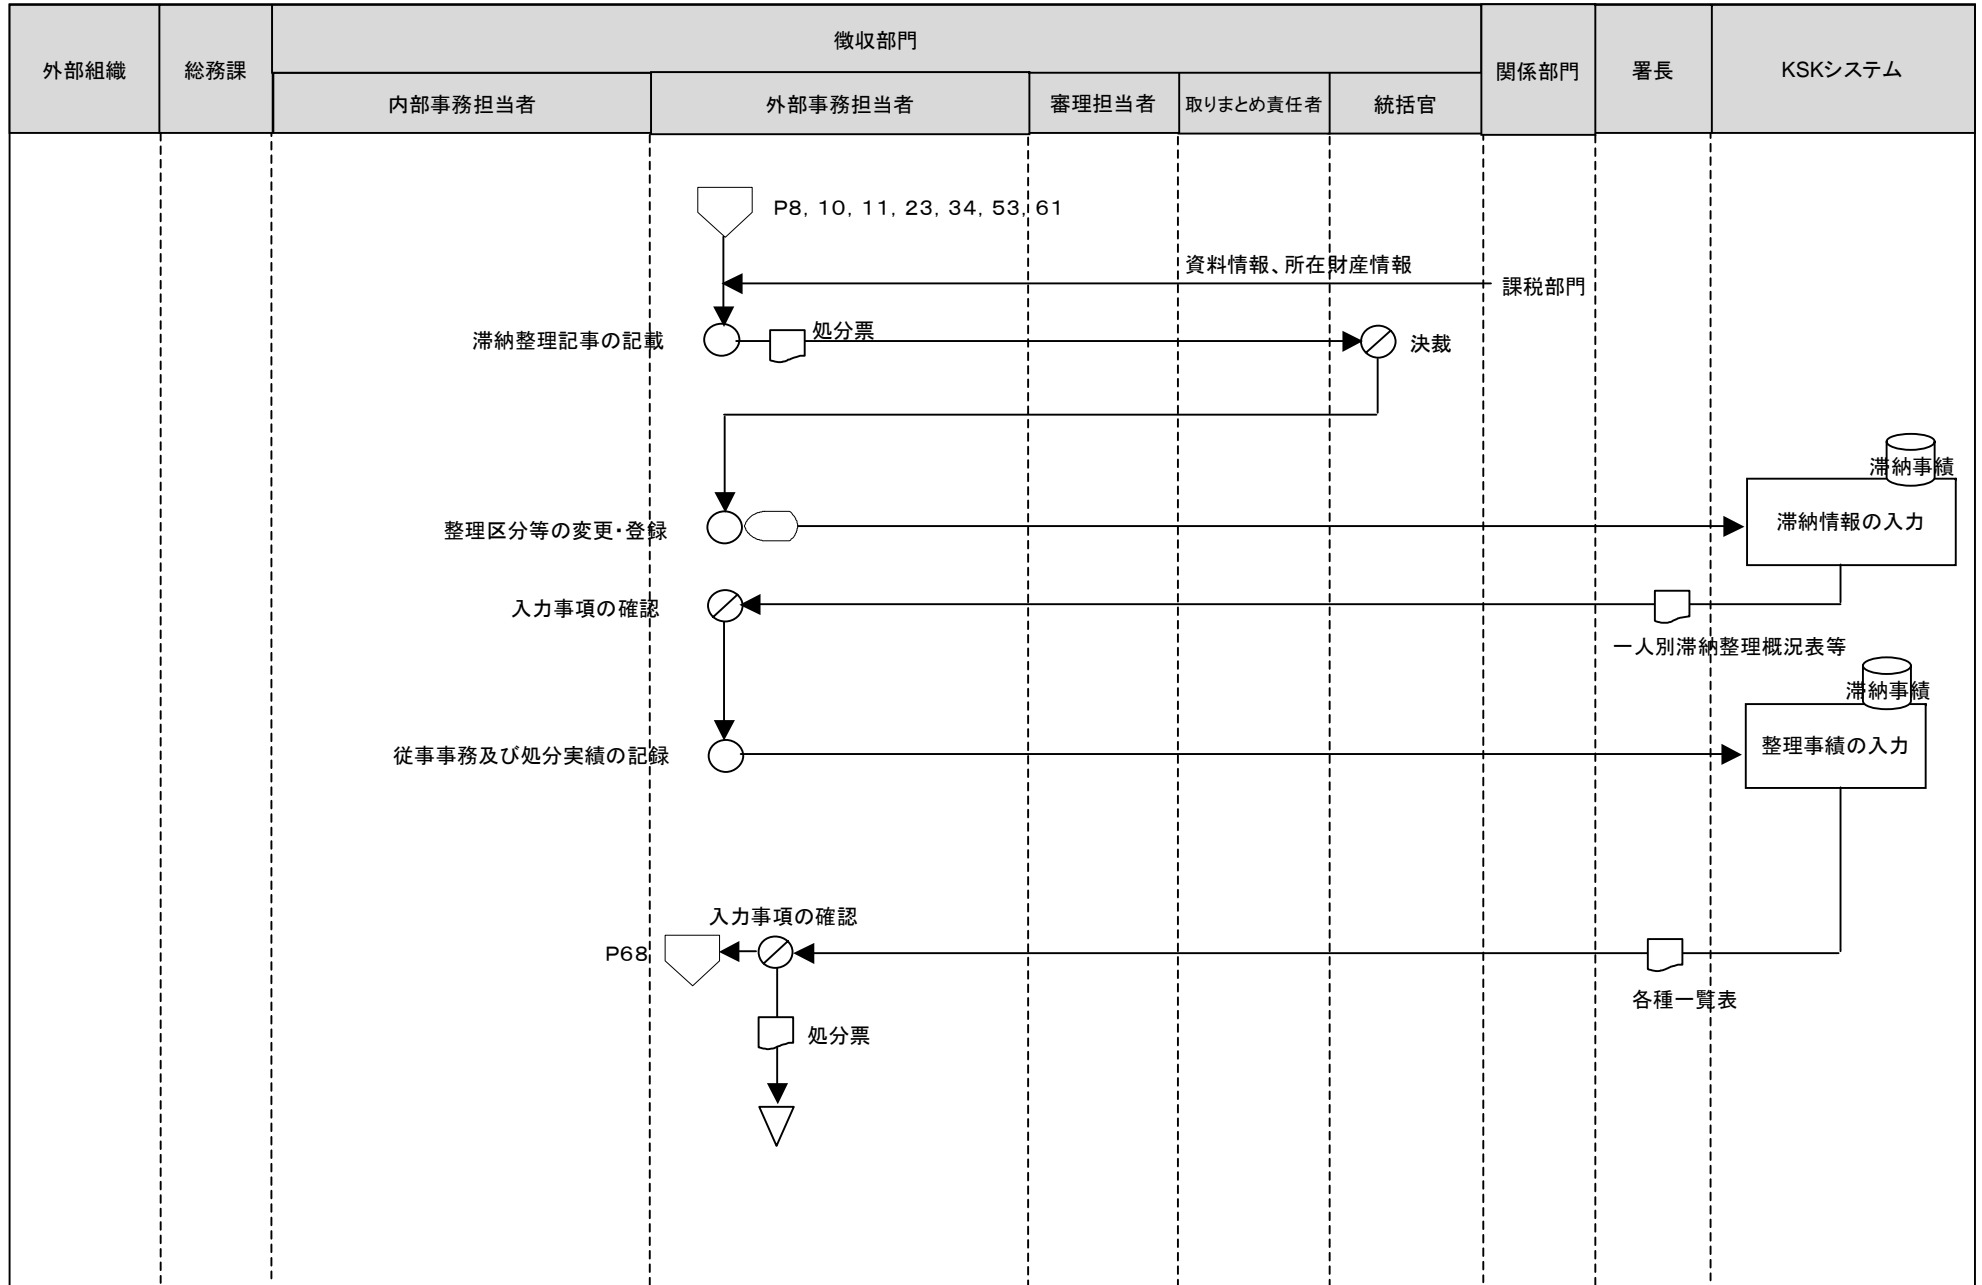 徴収部門
外部組織
総務課
関係部門
署長
KSKシステム
内部事務担当者
外部事務担当者
審理担当者
取りまとめ責任者
統括官
P8, 10, 11, 23, 34, 53, 61
資料情報、所在財産情報
課税部門
滞納整理記事の記載
処分票
決裁
滞納事績
整理区分等の変更・登録
滞納情報の入力
入力事項の確認
一人別滞納整理概況表等
滞納事績
従事事務及び処分実績の記録
整理事績の入力
入力事項の確認
P68
各種一覧表
処分票